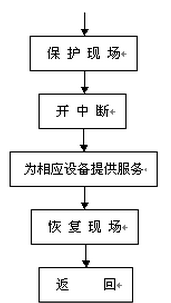 保 护 现 场
开 中 断
为相应设备提供服务
恢 复 现 场
返 回